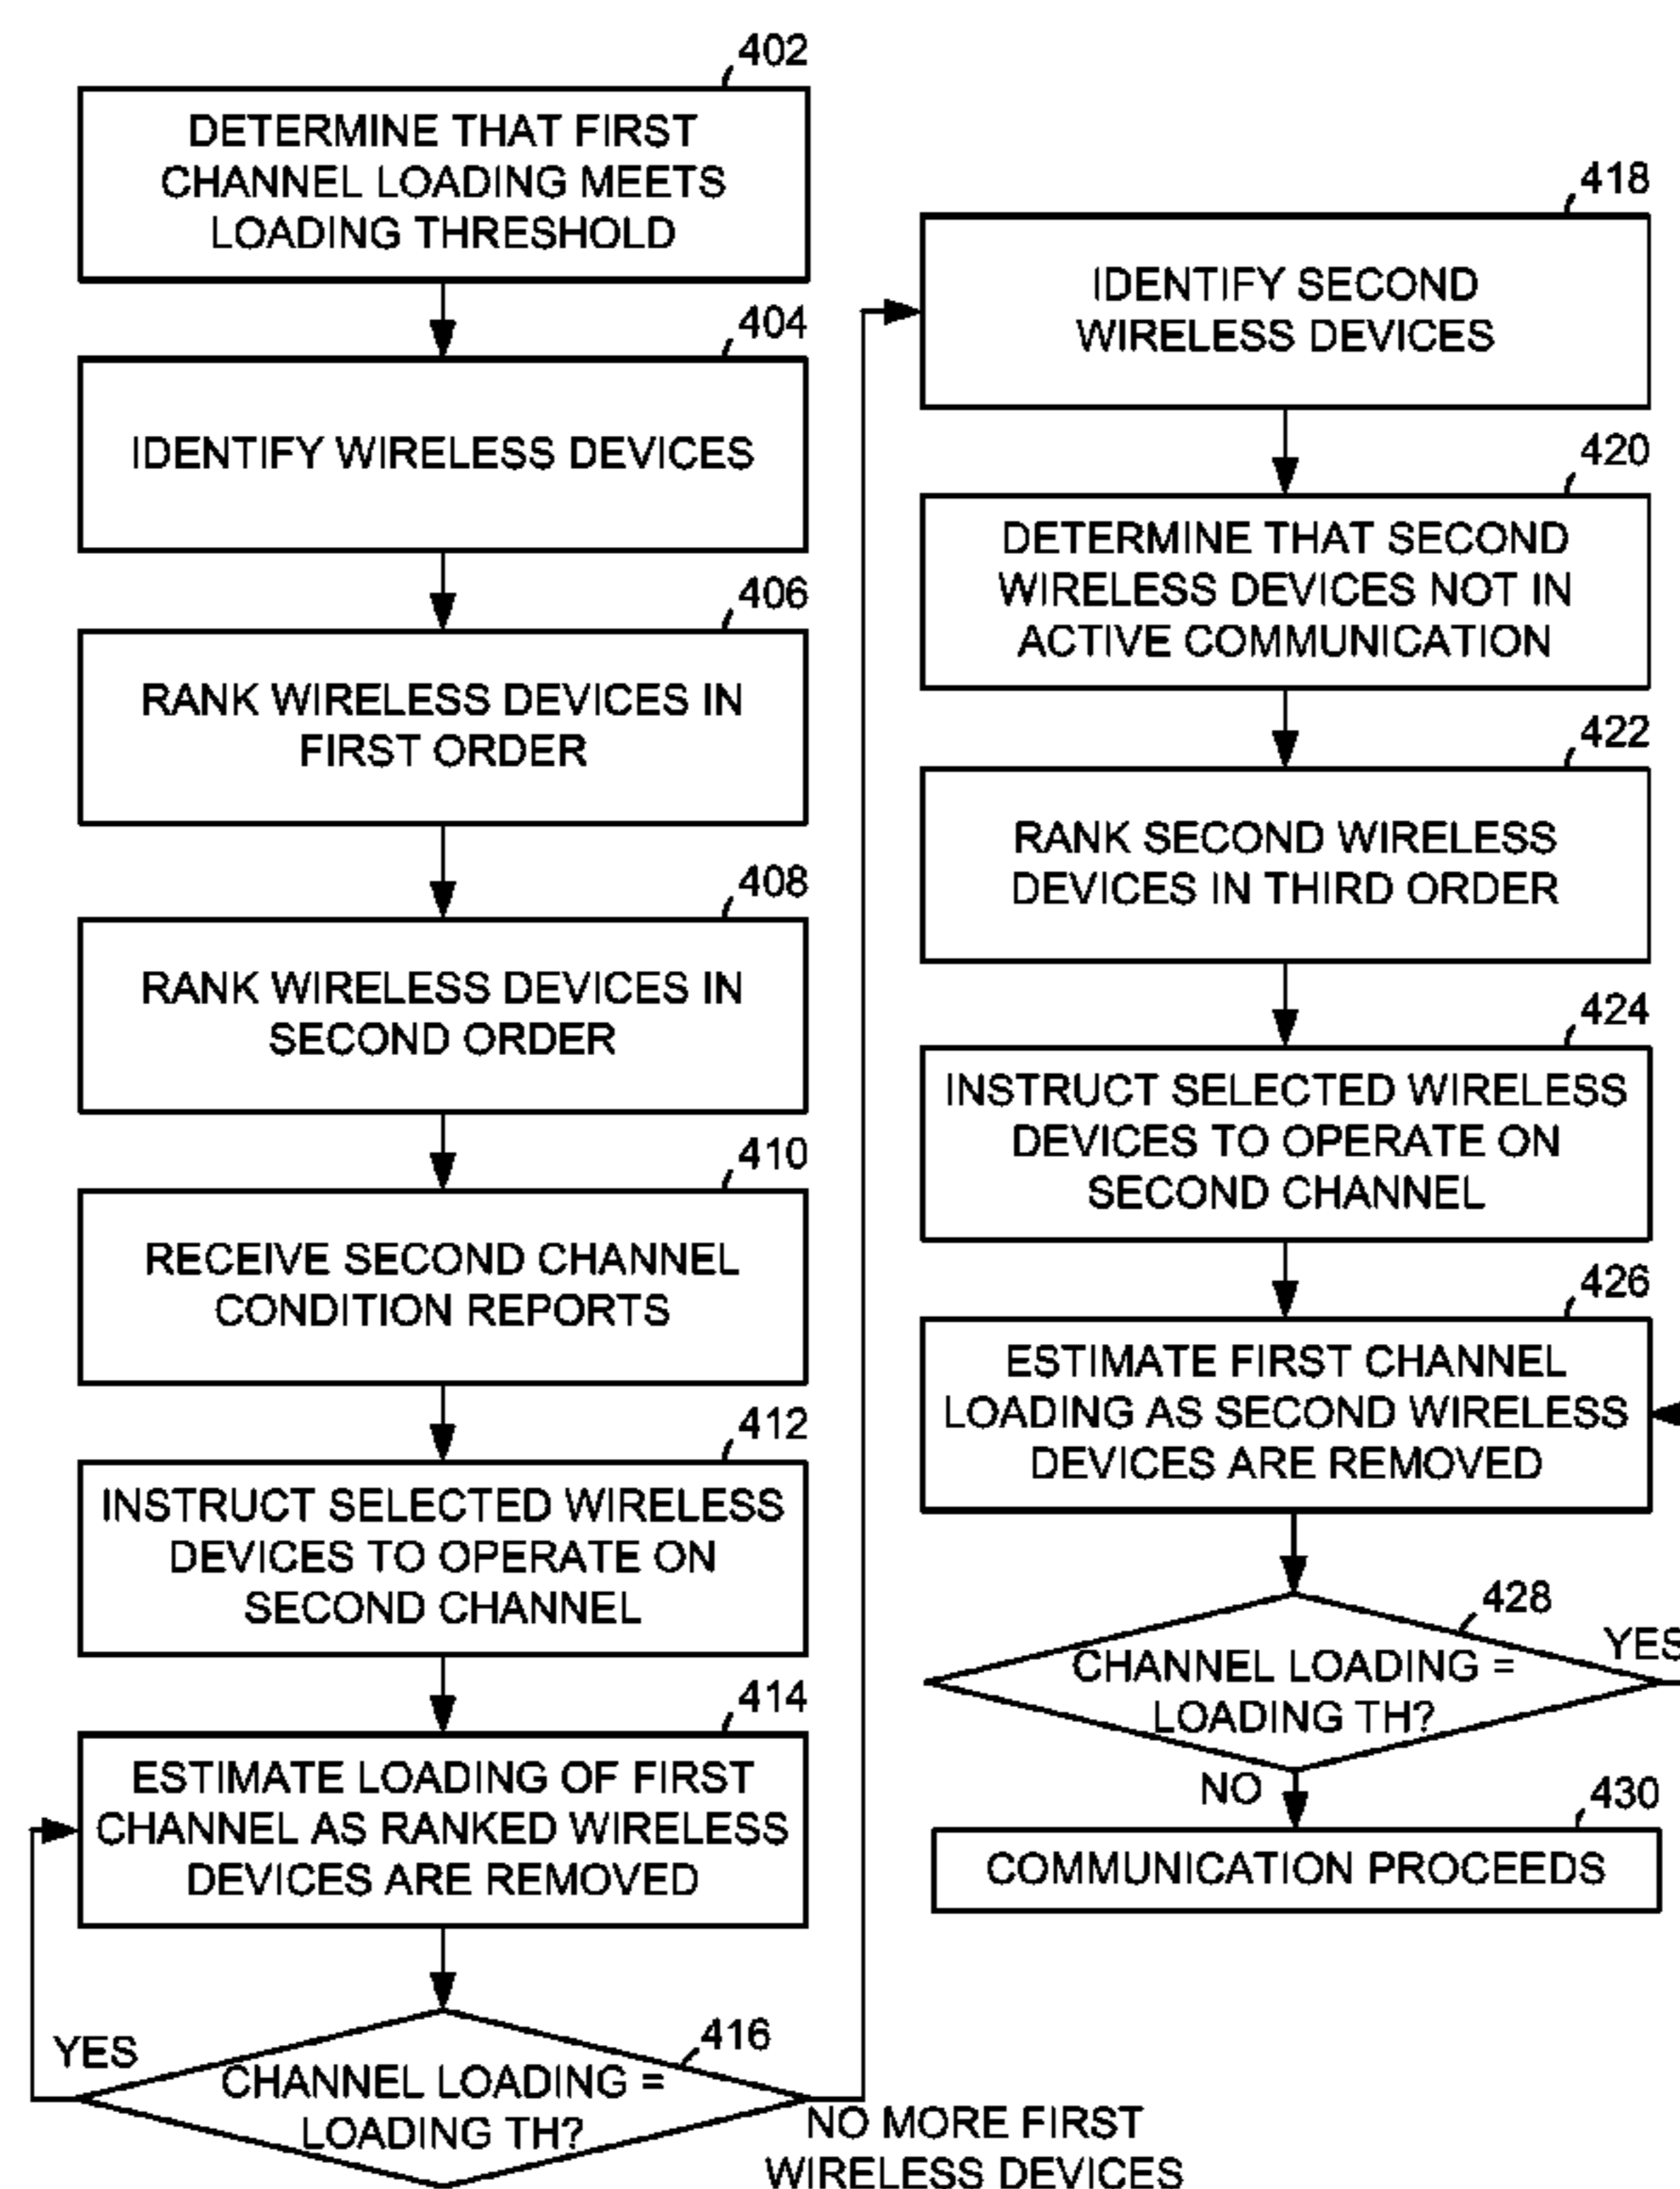 402
DETERMINE THAT FIRST
CHANNEL LOADING MEETS
LOADING THRESHOLD
404
IDENTIFY WIRELESS DEVICES
406
RANK WIRELESS DEVICES IN
FIRST ORDER
408
RANK WIRELESS DEVICES IN
SECOND ORDER
410
RECEIVE SECOND CHANNEL
CONDITION REPORTS
412
INSTRUCT SELECTED WIRELESS
DEVICES TO OPERATE ON
SECOND CHANNEL
414
ESTIMATE LOADING OF FIRST
CHANNEL AS RANKED WIRELESS
DEVICES ARE REMOVED
416
YES
CHANNEL LOADING =
LOADING TH?
NO MORE FIRST
WIRELESS DEVICES
418
IDENTIFY SECOND
WIRELESS DEVICES
420
DETERMINE THAT SECOND
WIRELESS DEVICES NOT IN
ACTIVE COMMUNICATION
422
RANK SECOND WIRELESS
DEVICES IN THIRD ORDER
424
INSTRUCT SELECTED WIRELESS
DEVICES TO OPERATE ON
SECOND CHANNEL
426
ESTIMATE FIRST CHANNEL
LOADING AS SECOND WIRELESS
DEVICES ARE REMOVED
428
YES
CHANNEL LOADING =
LOADING TH?
NO
430
COMMUNICATION PROCEEDS